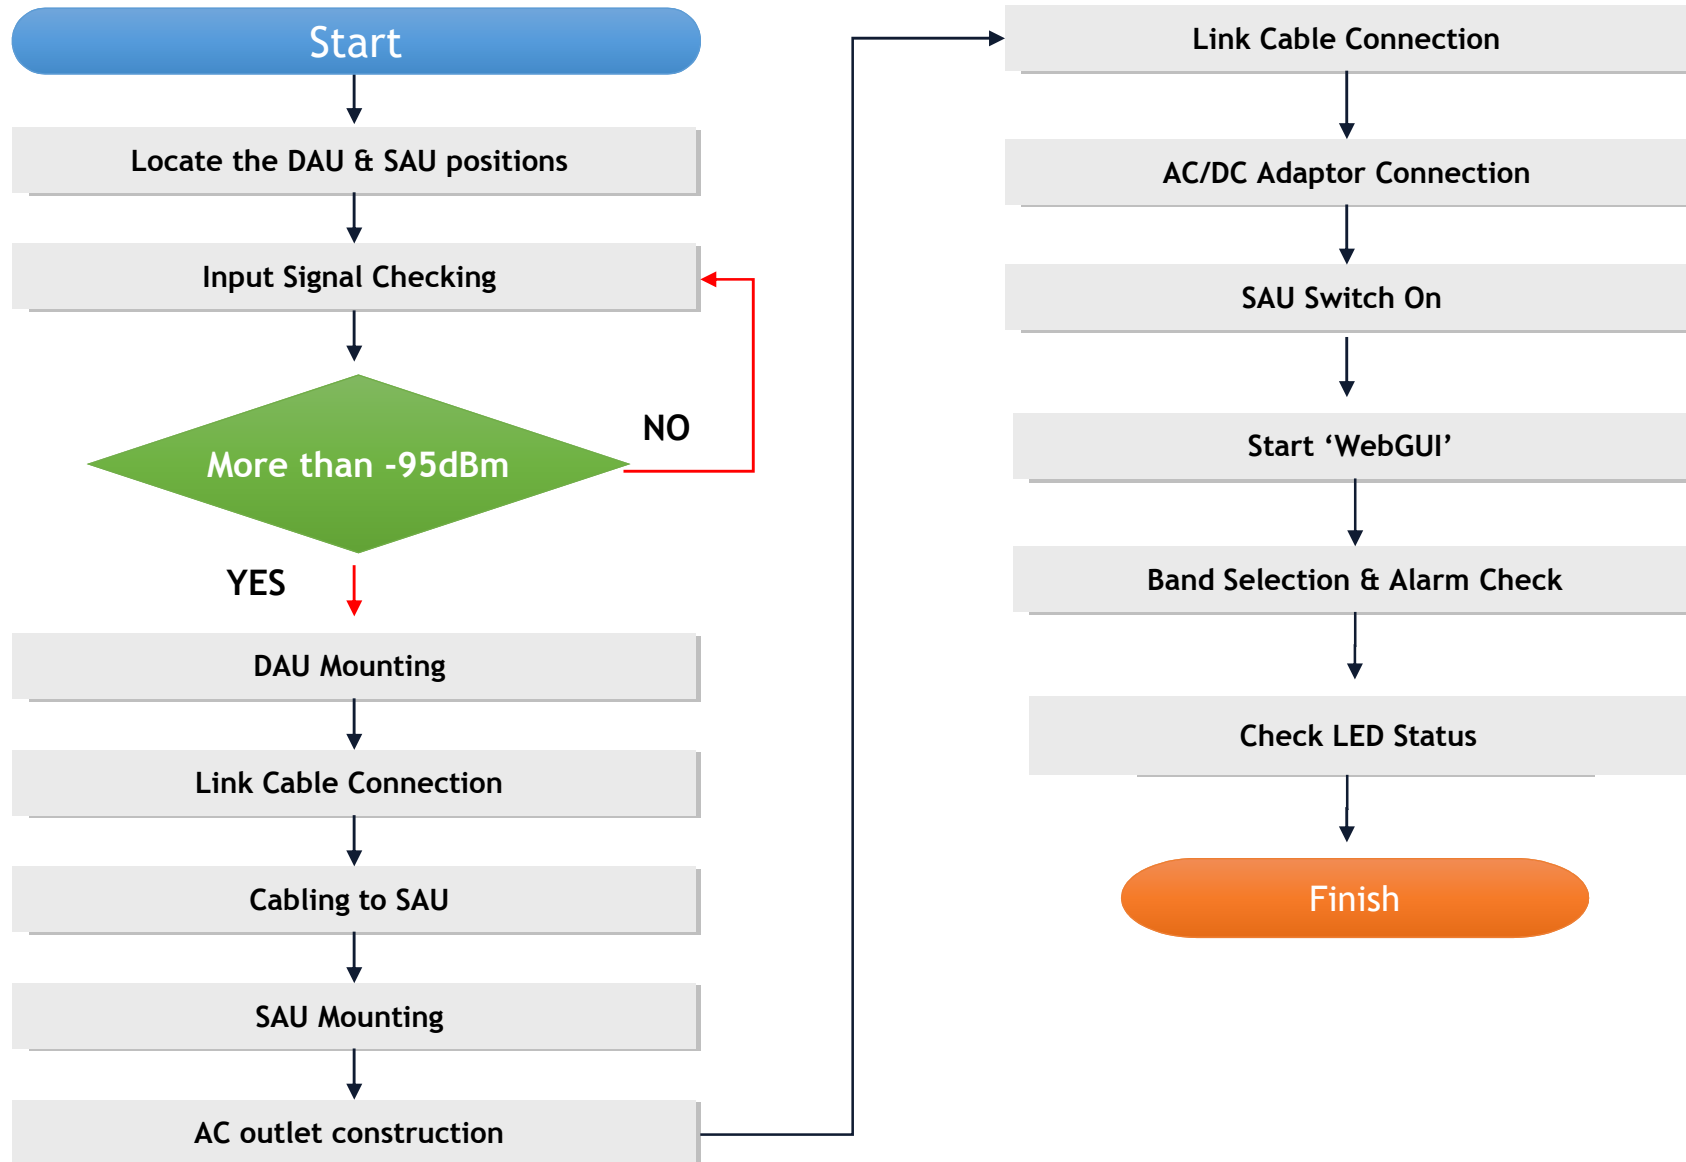 Start
Locate the DAU & SAU positions
Input Signal Checking
More than -95dBm
NO
YES
DAU Mounting
Link Cable Connection
Cabling to SAU
SAU Mounting
AC outlet construction
Link Cable Connection
AC/DC Adaptor Connection
SAU Switch On
Start ‘WebGUI’
Band Selection & Alarm Check
Check LED Status
Finish